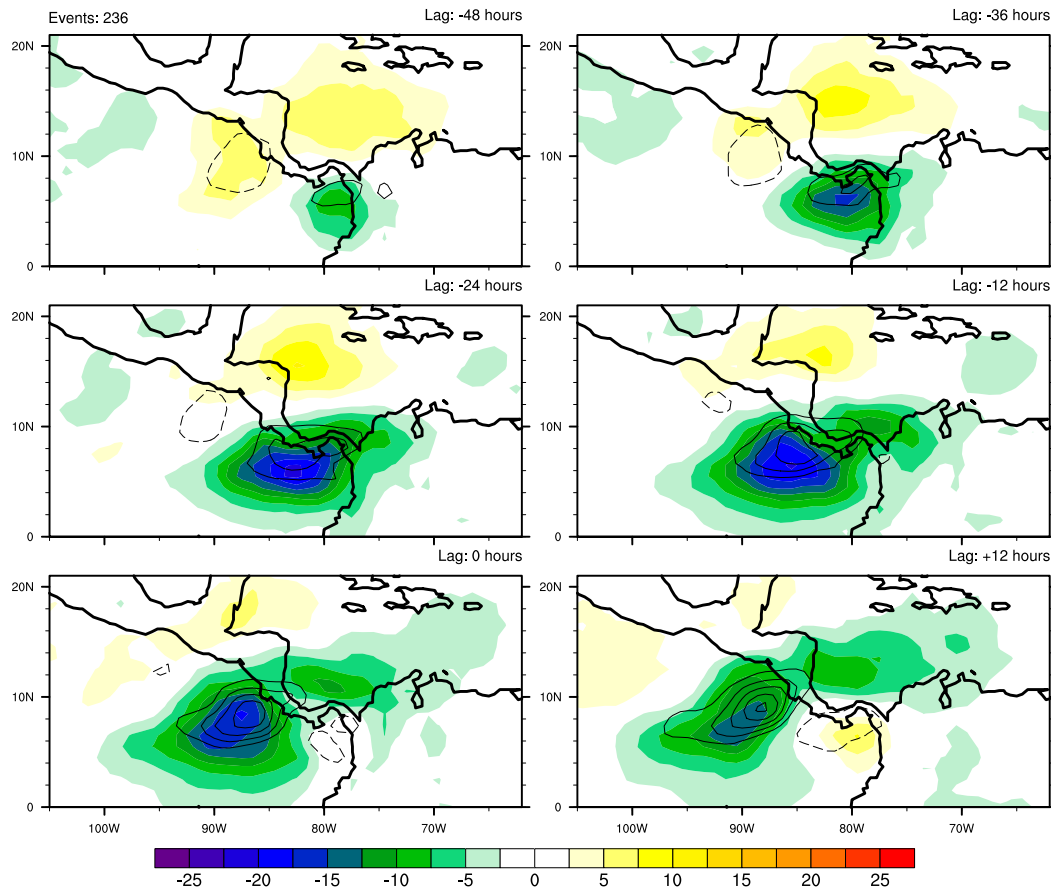 Events: 236 Lag: -48 hours Lag: -36 hours
20N 20N
10N 10N
0 0
Lag: -24 hours Lag: -12 hours
20N 20N
10N 10N
0 0
Lag: 0 hours Lag: +12 hours
20N 20N
10N 10N
0 0
100W 90W 80W 70W 100W 90W 80W 70W
-25 -20 -15 -10 -5 0 5 10 15 20 25